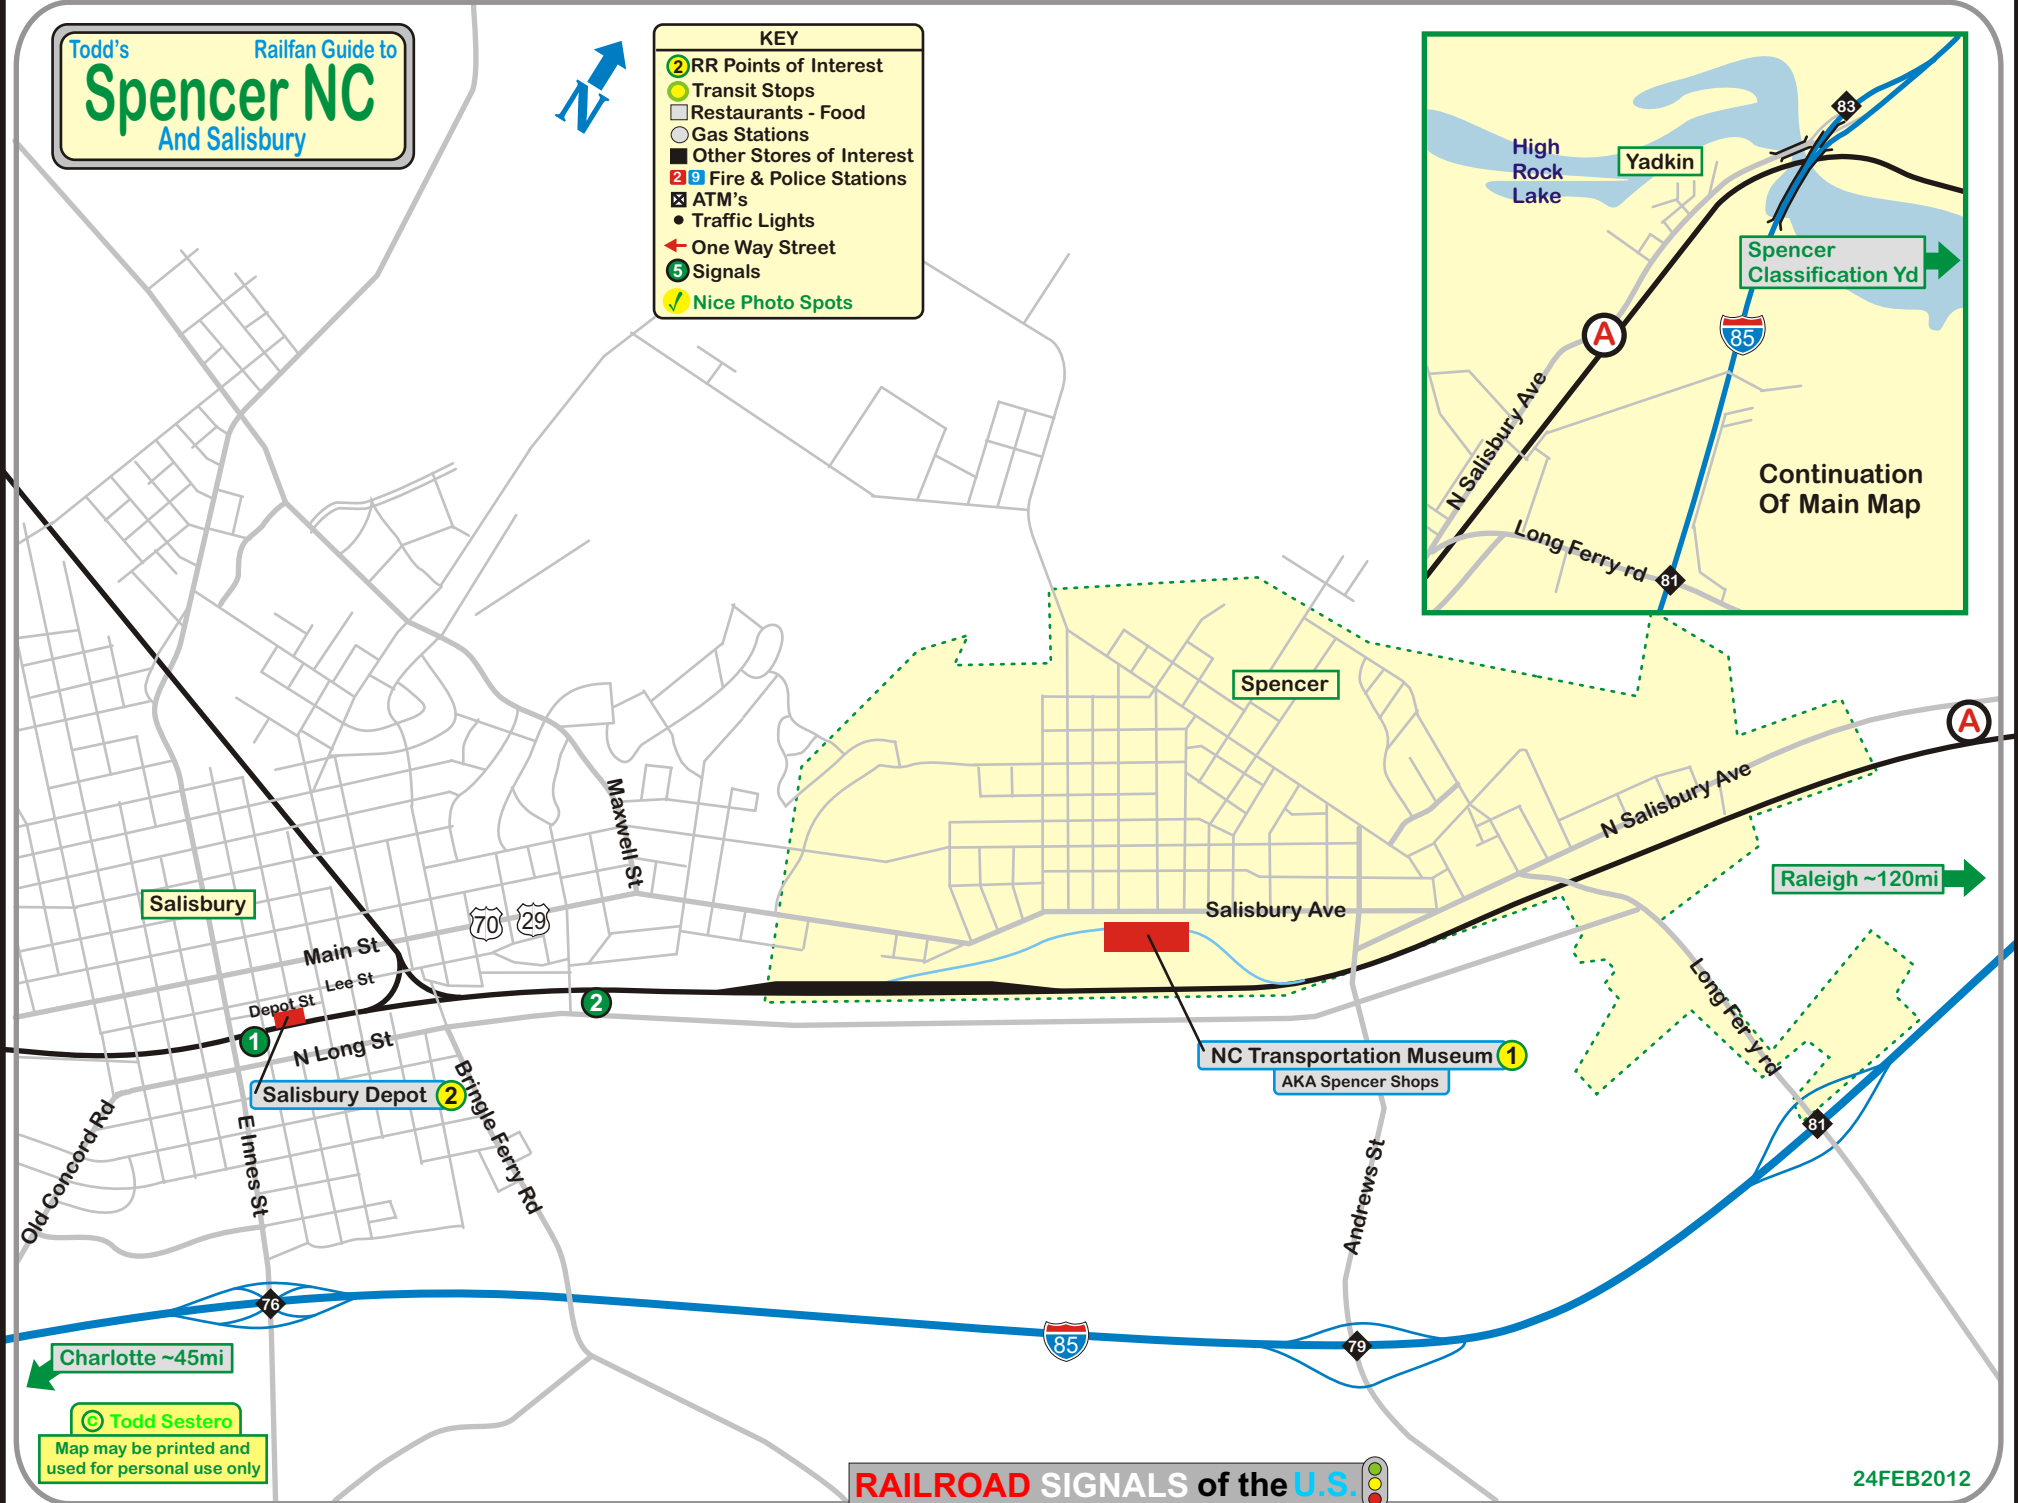 Todd's Railfan Guide to
Spencer NC
And Salisbury
N
KEY
2 RR Points of Interest
Transit Stops
Restaurants - Food
Gas Stations
Other Stores of Interest
2 9 Fire & Police Stations
ATM's
Traffic Lights
One Way Street
5 Signals
Nice Photo Spots
83
High
Rock
Lake
Yadkin
Spencer
Classification Yd
A
85
N Salisbury Ave
Continuation
Of Main Map
Long Ferry rd
81
Spencer
A
N Salisbury Ave
Maxwell St
Raleigh ~120mi
Salisbury
70
29
Salisbury Ave
Main St
Lee St
Depot St
2
1
N Long St
Long Fer y rd
NC Transportation Museum 1
AKA Spencer Shops
Salisbury Depot 2
Bringle Ferry Rd
Old Concord Rd
E Innes St
81
Andrews St
76
85
79
Charlotte ~45mi
© Todd Sestero
Map may be printed and
used for personal use only
RAILROAD SIGNALS of the U.S.
24FEB2012